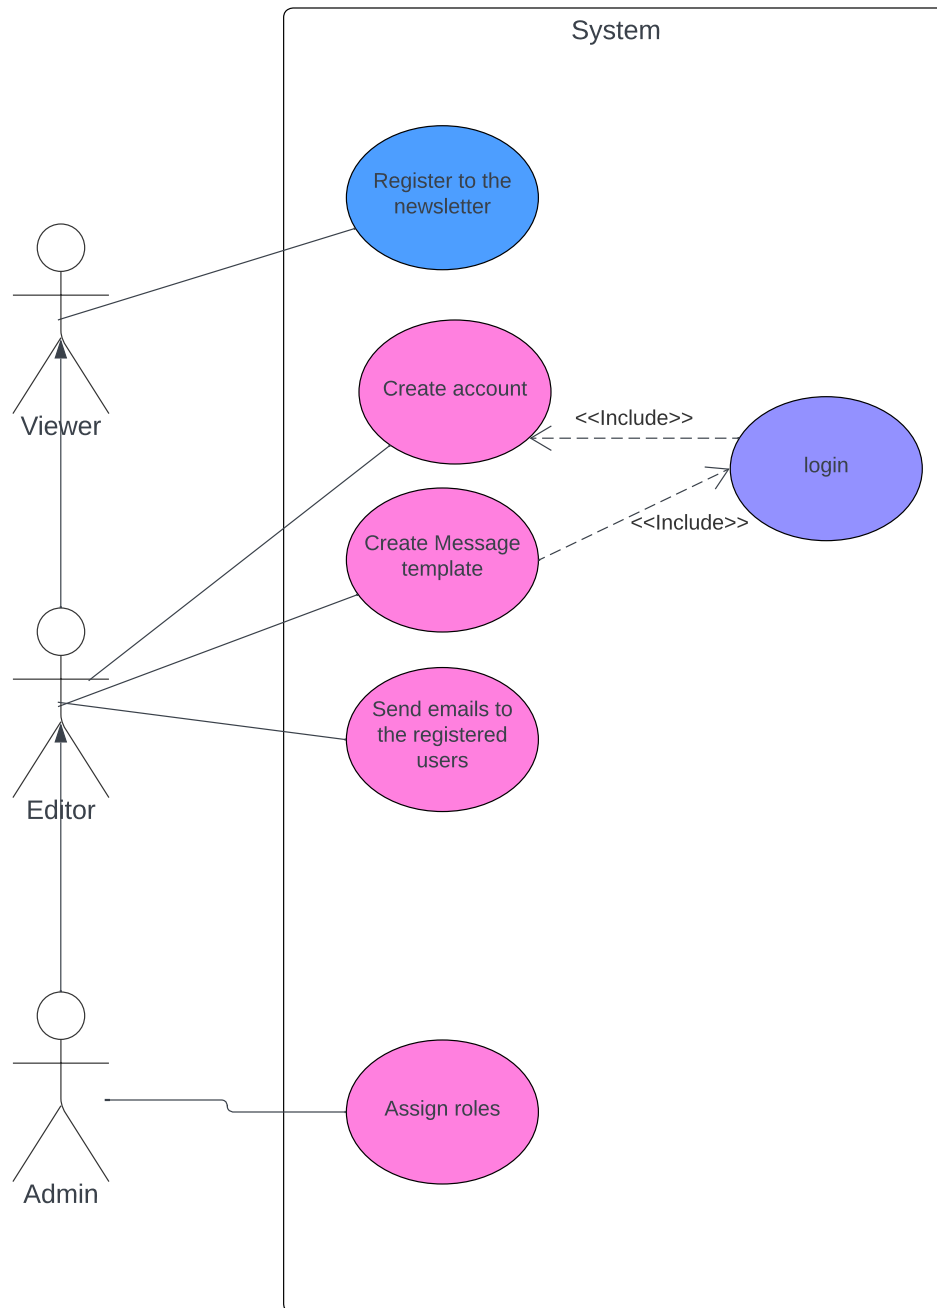 System
Register to the
newsletter
Viewer
Create account
<<Include>>
login
<<Include>>
Create Message
template
Send emails to
the registered
users
Editor
Assign roles
Admin